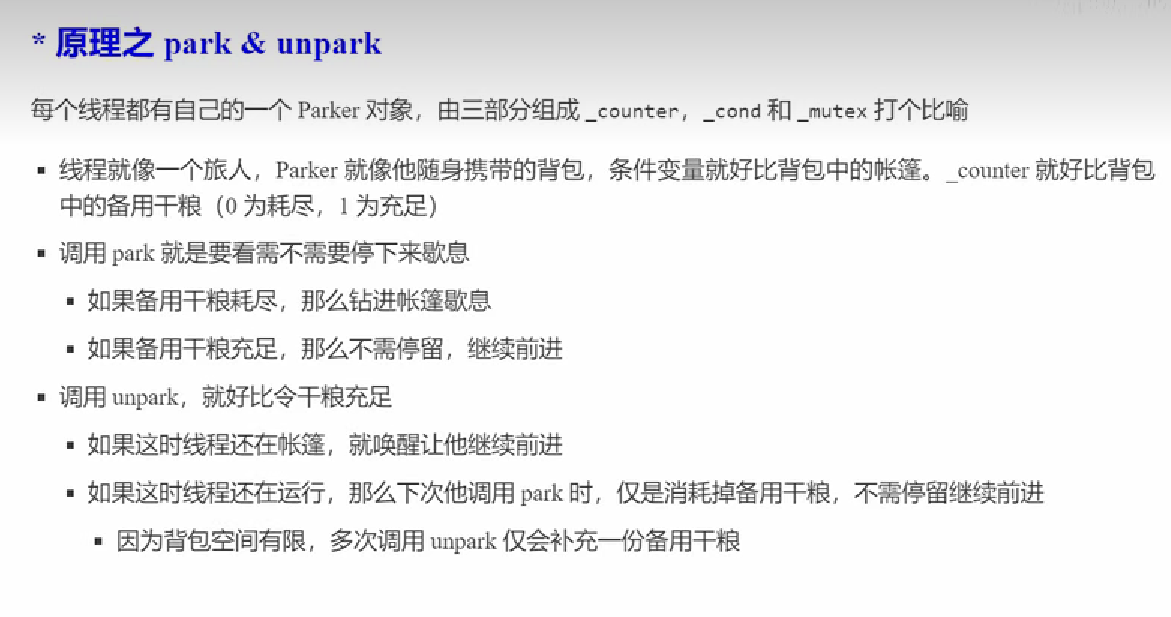 * 原理之 park & unpark
每个线程都有自己的一个 Parker 对象，由三部分组成 _counter，_cond 和 _mutex 打个比喻
▪ 线程就像一个旅人，Parker 就像他随身携带的背包，条件变量就好比背包中的帐篷。_counter 就好比背包
中的备用干粮（0 为耗尽，1 为充足）
▪ 调用 park 就是要看需不需要停下来歇息
▪ 如果备用干粮耗尽，那么钻进帐篷歇息
▪ 如果备用干粮充足，那么不需停留，继续前进
▪ 调用 unpark，就好比令干粮充足
▪ 如果这时线程还在帐篷，就唤醒让他继续前进
▪ 如果这时线程还在运行，那么下次他调用 park 时，仅是消耗掉备用干粮，不需停留继续前进
▪ 因为背包空间有限，多次调用 unpark 仅会补充一份备用干粮